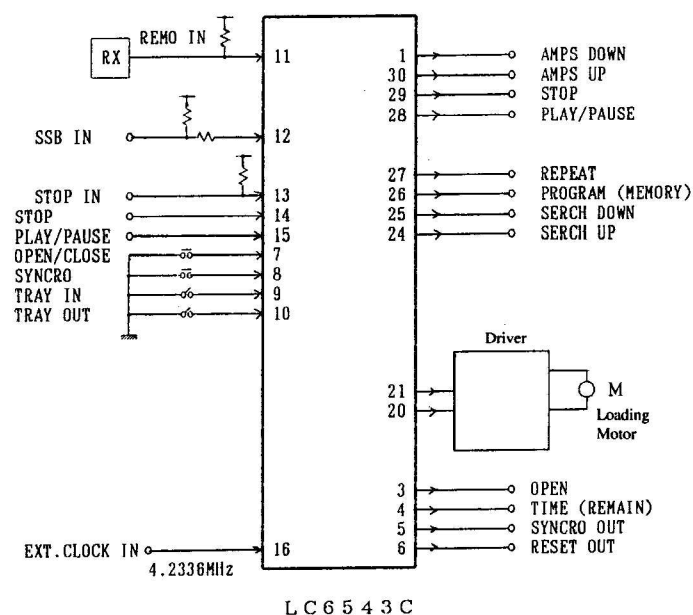 REMO IN
RX
11
SSB IN
12
STOP IN
13
STOP
14
PLAY/PAUSE
15
OPEN/CLOSE
7
SYNCRO
8
TRAY IN
9
TRAY OUT
10
EXT.CLOCK IN
16
4.2336MHz
1 AMPS DOWN
30 AMPS UP
29 STOP
28 PLAY/PAUSE
27 REPEAT
26 PROGRAM (MEMORY)
25 SERCH DOWN
24 SERCH UP
Driver
21
20
M
Loading
Motor
3 OPEN
4 TIME (REMAIN)
5 SYNCRO OUT
6 RESET OUT
LC6543C